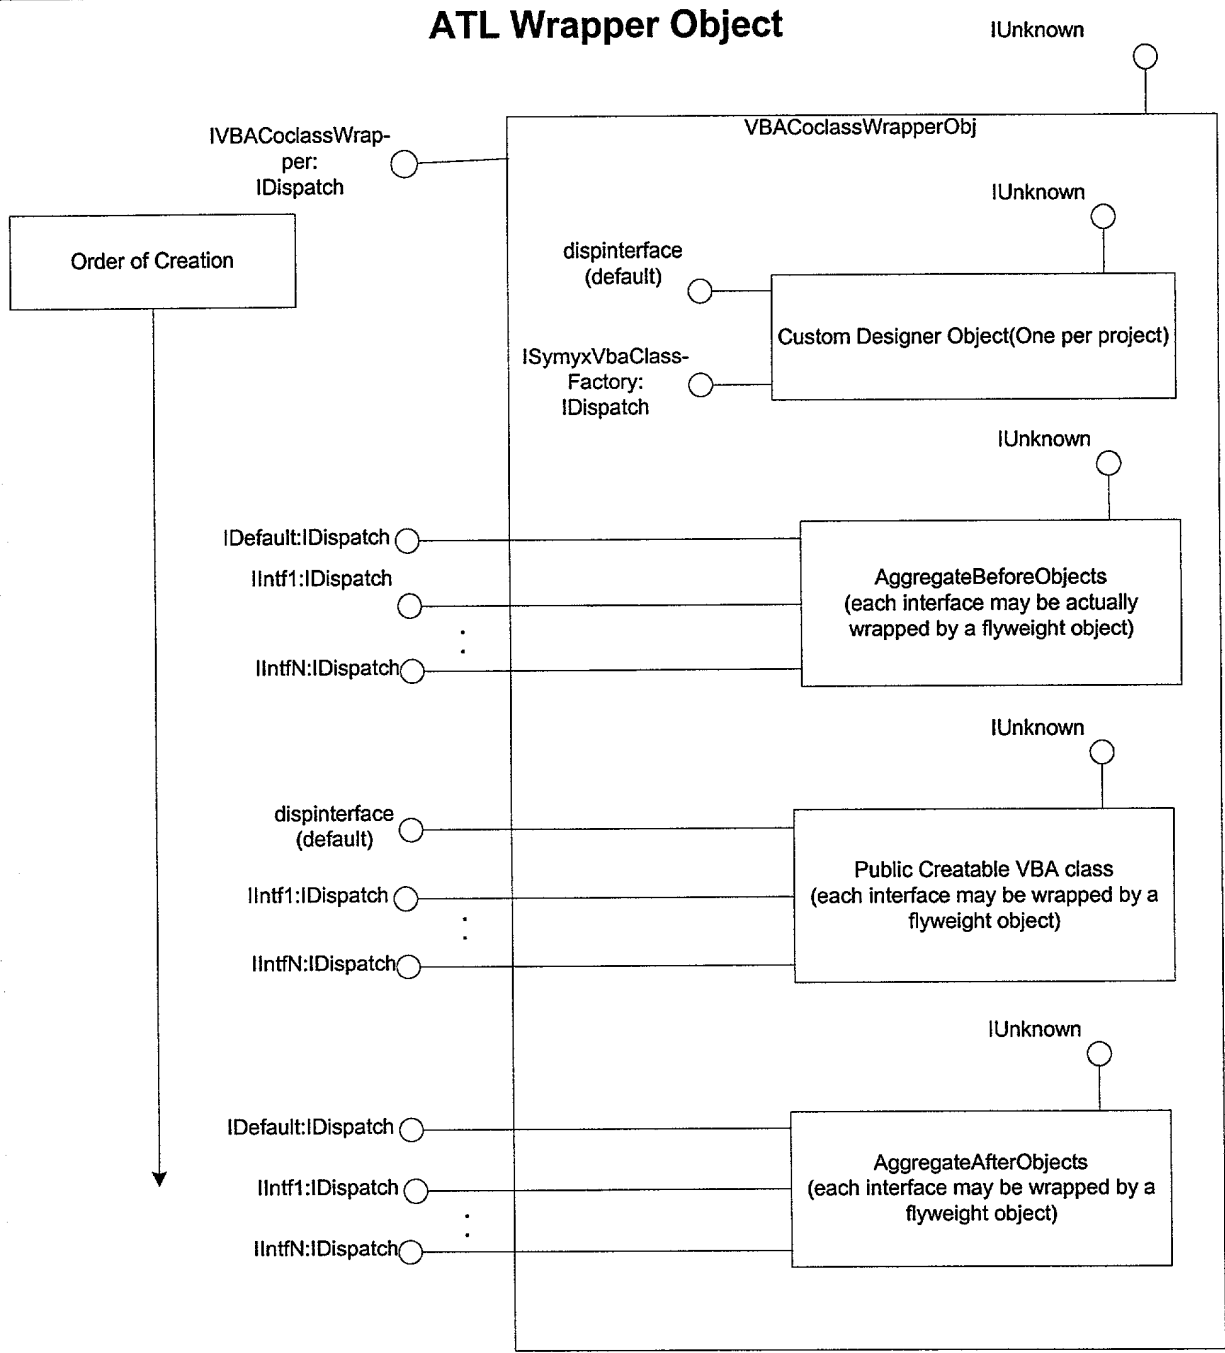 ATL Wrapper Object
IUnknown
VBACoclassWrapperObj
IVBACoclassWrap-
per:
IDispatch
IUnknown
Order of Creation
dispinterface
(default)
Custom Designer Object(One per project)
ISymyxVbaClass-
Factory:
IDispatch
IUnknown
IDefault:IDispatch
IIntf1:IDispatch
AggregateBeforeObjects
(each interface may be actually
wrapped by a flyweight object)
:
IIntfN:IDispatch
IUnknown
dispinterface
(default)
Public Creatable VBA class
(each interface may be wrapped by a
flyweight object)
IIntf1:IDispatch
:
IIntfN:IDispatch
IUnknown
IDefault:IDispatch
AggregateAfterObjects
(each interface may be wrapped by a
flyweight object)
IIntf1:IDispatch
:
IIntfN:IDispatch